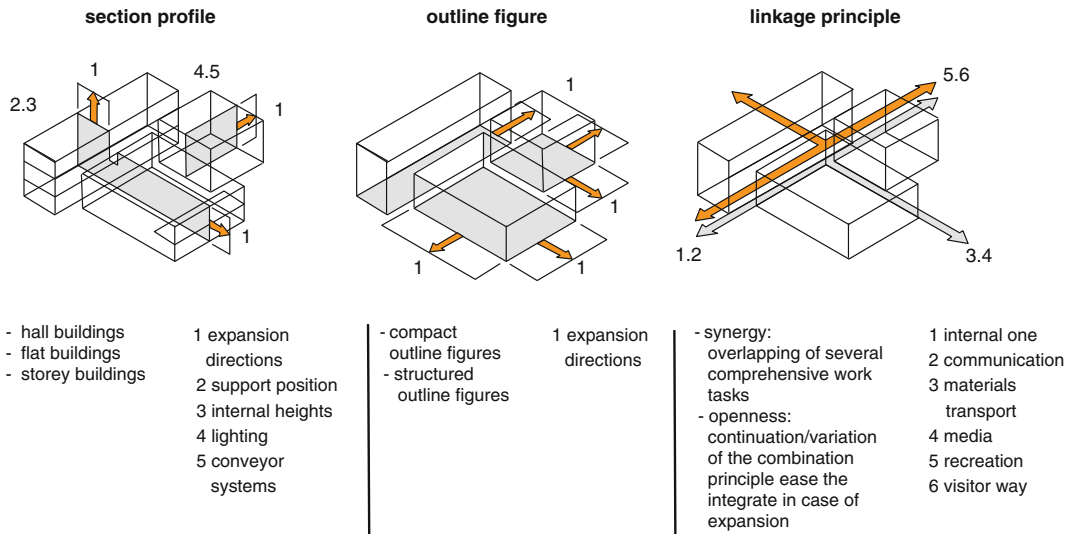 section profile
1
4.5
2.3
1
1
- hall buildings
- flat buildings
- storey buildings
1 expansion
directions
2 support position
3 internal heights
4 lighting
5 conveyor
systems
outline figure
1
1
1
1
- compact
outline figures
- structured
outline figures
1 expansion
directions
linkage principle
5.6
1.2
3.4
- synergy:
overlapping of several
comprehensive work
tasks
- openness:
continuation/variation
of the combination
principle ease the
integrate in case of
expansion
1 internal one
2 communication
3 materials
transport
4 media
5 recreation
6 visitor way